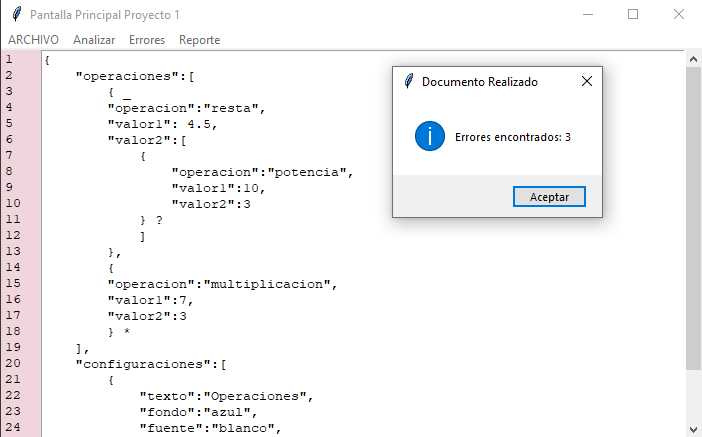 Pantalla Principal Proyecto 1
ARCHIVO Analizar Errores Reporte
1 {
2 "operaciones":[
3 { _
4 "operacion":"resta",
5 "valor1": 4.5,
6 "valor2":[
7 {
8 "operacion":"potencia",
9 "valor1":10,
10 "valor2":3
11 } ?
12 ]
13 },
14 {
15 "operacion":"multiplicacion",
16 "valor1":7,
17 "valor2":3
18 } *
19 ],
20 "configuraciones":[
21 {
22 "texto":"Operaciones",
23 "fondo":"azul",
24 "fuente":"blanco",
Documento Realizado
Errores encontrados: 3
Aceptar